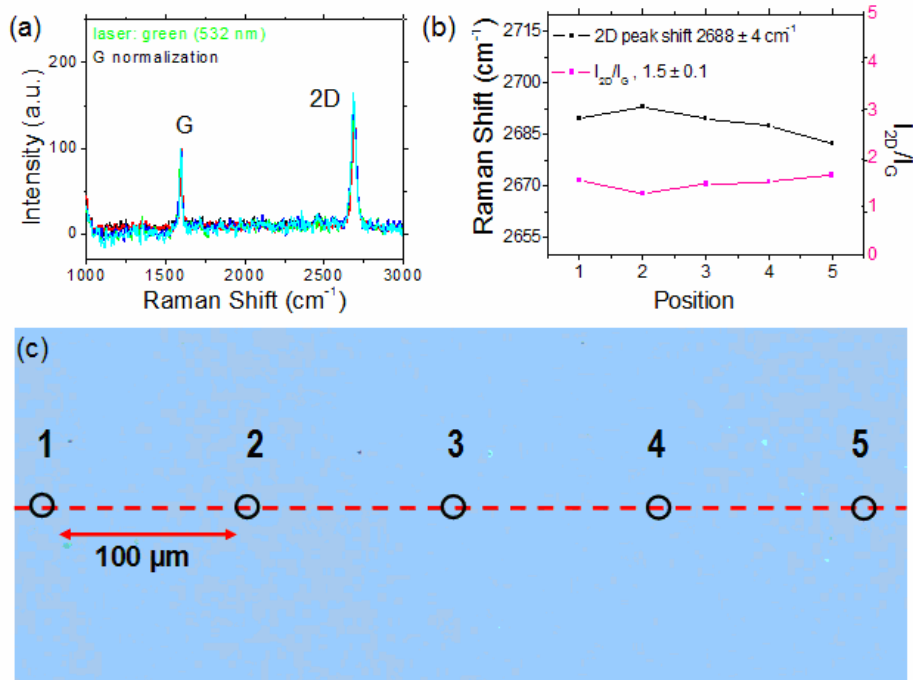 (a)
laser: green (532 nm)
G normalization
G
2D
200
100
0
Intensity (a.u.)
1000 1500 2000 2500 3000
Raman Shift (cm⁻¹)
(b)
2D peak shift 2688 ± 4 cm⁻¹
I2D/IG , 1.5 ± 0.1
2715
2700
2685
2670
2655
Raman Shift (cm⁻¹)
5
4
3
2
1
0
I2D/IG
1 2 3 4 5
Position
(c)
1 2 3 4 5
100 µm